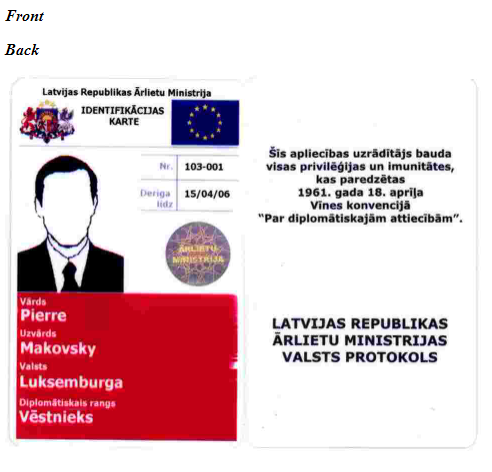 Front
Back
Latvijas Republikas Ārlietu Ministrija
IDENTIFIKĀCIJAS
KARTE
Nr. 103-001
Derīga
līdz 15/04/06
ĀRLIETU
MINISTRIJA
Vārds
Pierre
Uzvārds
Makovsky
Valsts
Luksemburga
Diplomātiskais rangs
Vēstnieks
Šīs apliecības uzrādītājs bauda
visas privilēģijas un imunitātes,
kas paredzētas
1961. gada 18. aprīļa
Vīnes konvencijā
“Par diplomātiskajām attiecībām”.
LATVIJAS REPUBLIKAS
ĀRLIETU MINISTRIJAS
VALSTS PROTOKOLS